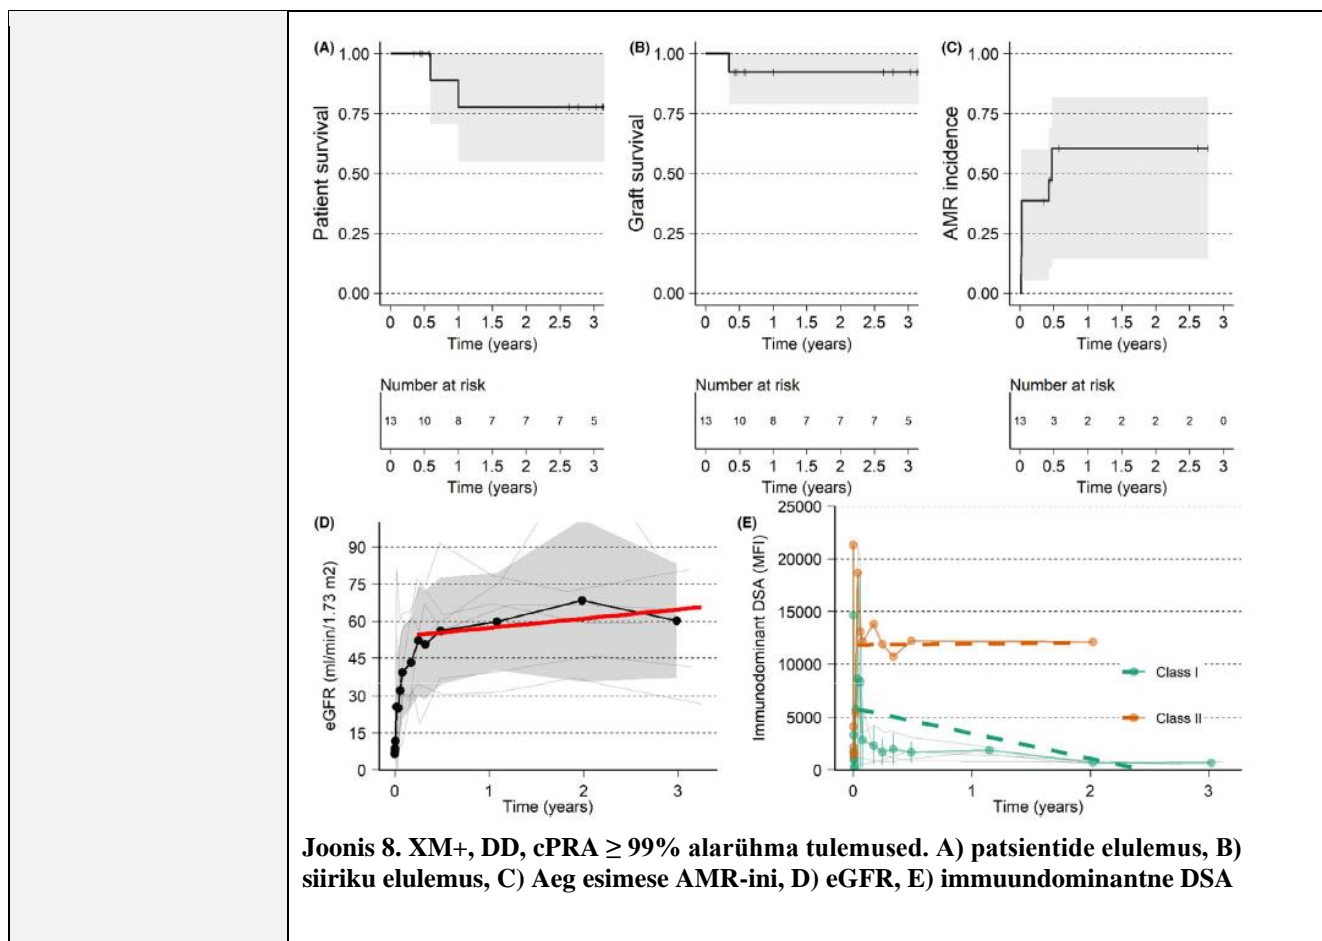 (A)
1.00
0.75
0.50
0.25
0.00
Patient survival
0 0.5 1 1.5 2 2.5 3
Time (years)
(B)
1.00
0.75
0.50
0.25
0.00
Graft survival
0 0.5 1 1.5 2 2.5 3
Time (years)
(C)
1.00
0.75
0.50
0.25
0.00
AMR incidence
0 0.5 1 1.5 2 2.5 3
Time (years)
Number at risk
13 10 8 7 7 7 5
0 0.5 1 1.5 2 2.5 3
Time (years)
Number at risk
13 10 8 7 7 7 5
0 0.5 1 1.5 2 2.5 3
Time (years)
Number at risk
13 3 2 2 2 2 0
0 0.5 1 1.5 2 2.5 3
Time (years)
(D)
90
75
60
45
30
15
0
eGFR (ml/min/1.73 m2)
0 1 2 3
Time (years)
(E)
25000
20000
15000
10000
5000
0
Immunodominant DSA (MFI)
Class I
Class II
0 1 2 3
Time (years)
Joonis 8. XM+, DD, cPRA ≥ 99% alarühma tulemused. A) patsientide elulemus, B)
siiriku elulemus, C) Aeg esimese AMR-ini, D) eGFR, E) immuundominantne DSA